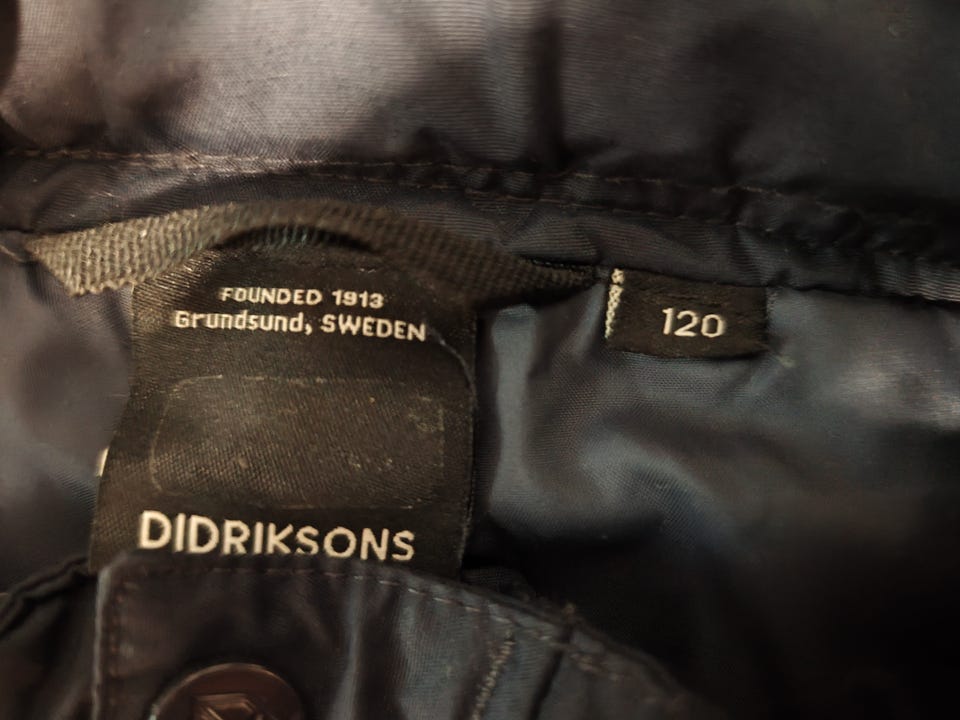 FOUNDED 1913
Grundsund, SWEDEN
120
DIDRIKSONS